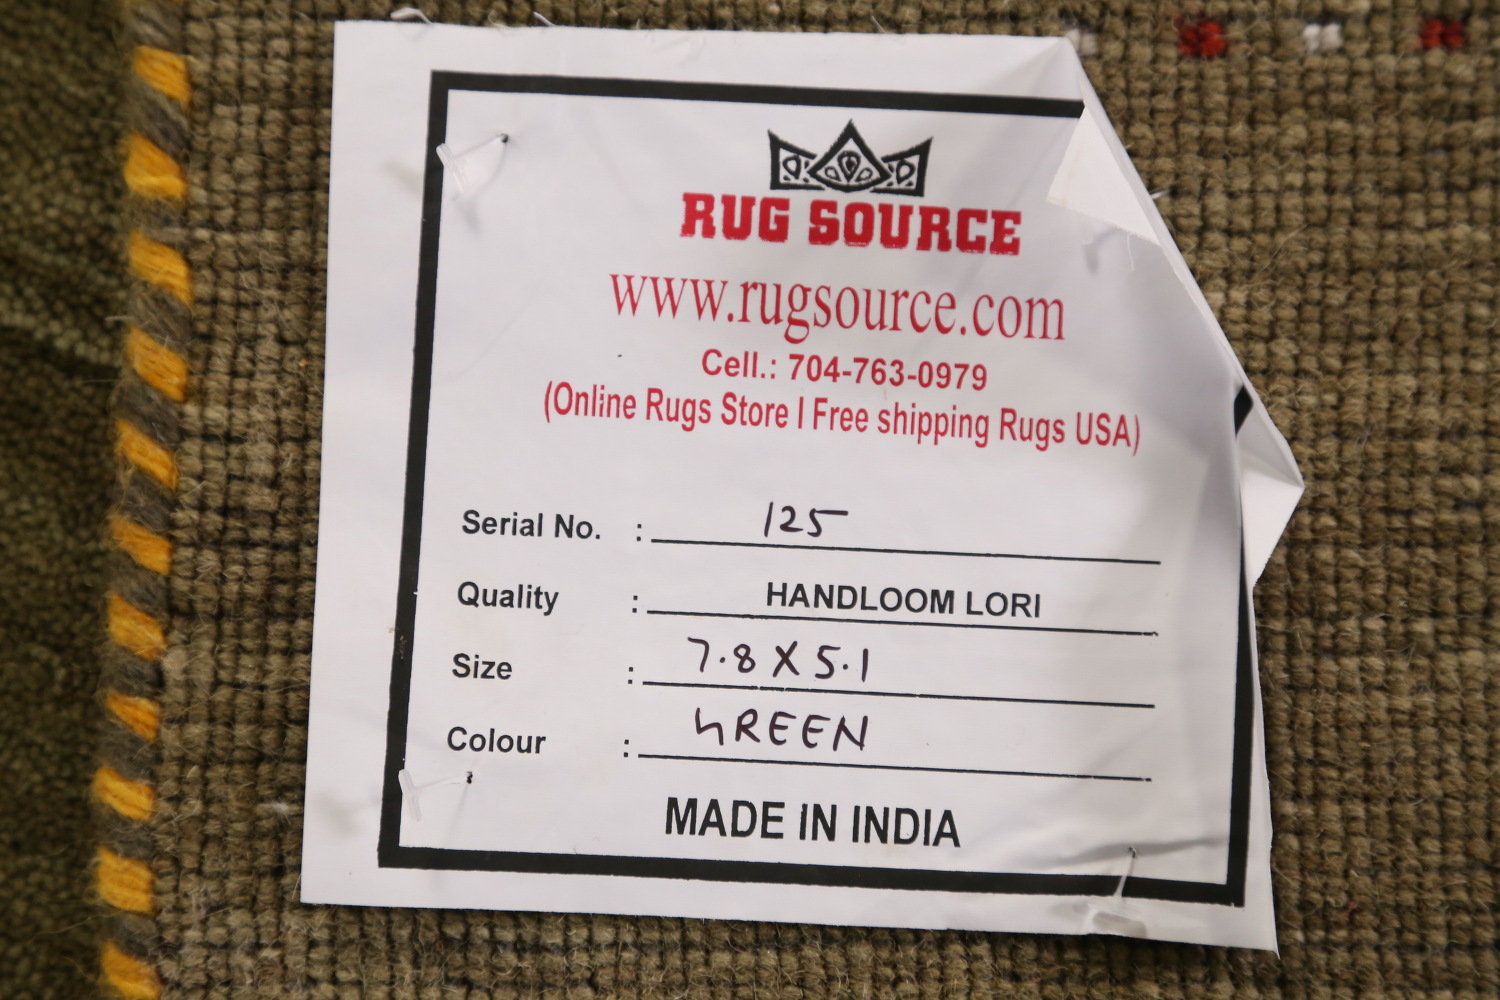 RUG SOURCE
www.rugsource.com
Cell.: 704-763-0979
(Online Rugs Store I Free shipping Rugs USA)
Serial No. : 125
Quality : HANDLOOM LORI
Size : 7.8 X 5.1
Colour : GREEN
MADE IN INDIA